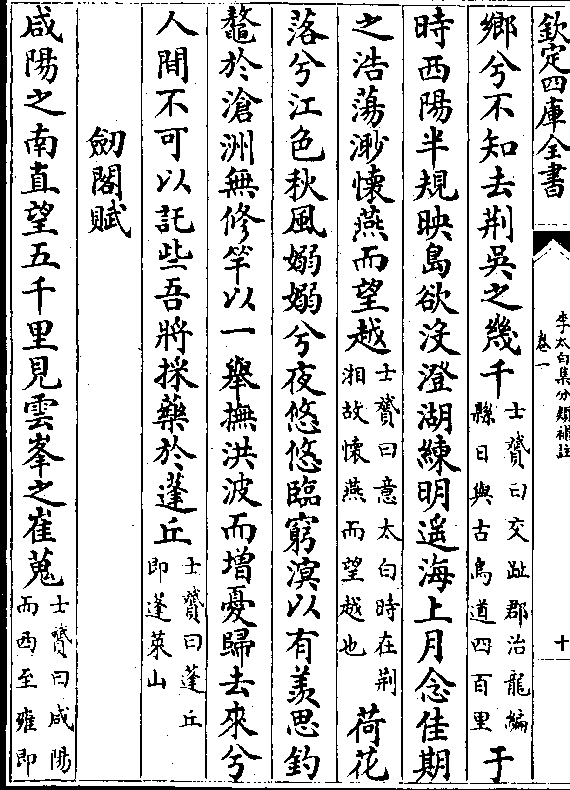 欽定四庫全書
李太白集分類補註
卷一
十
鄉兮不知去荆吳之幾千士贇曰交趾郡治龍編縣日與古鳥道四百里于
時西陽半規映島欲沒澄湖練明遥海上月念佳期
之浩蕩渺懷燕而望越士贇曰意太白時在荆湘故懷燕而望越也荷花
落兮江色秋風嫋嫋兮夜悠悠臨窮溟以有羡思釣
鼇於滄洲無修竿以一舉撫洪波而增憂歸去來兮
人間不可以託些吾將採藥於蓬丘士贇曰蓬丘即蓬萊山
劒閣賦
咸陽之南直望五千里見雲峯之崔嵬士贇曰咸陽而西至雍即